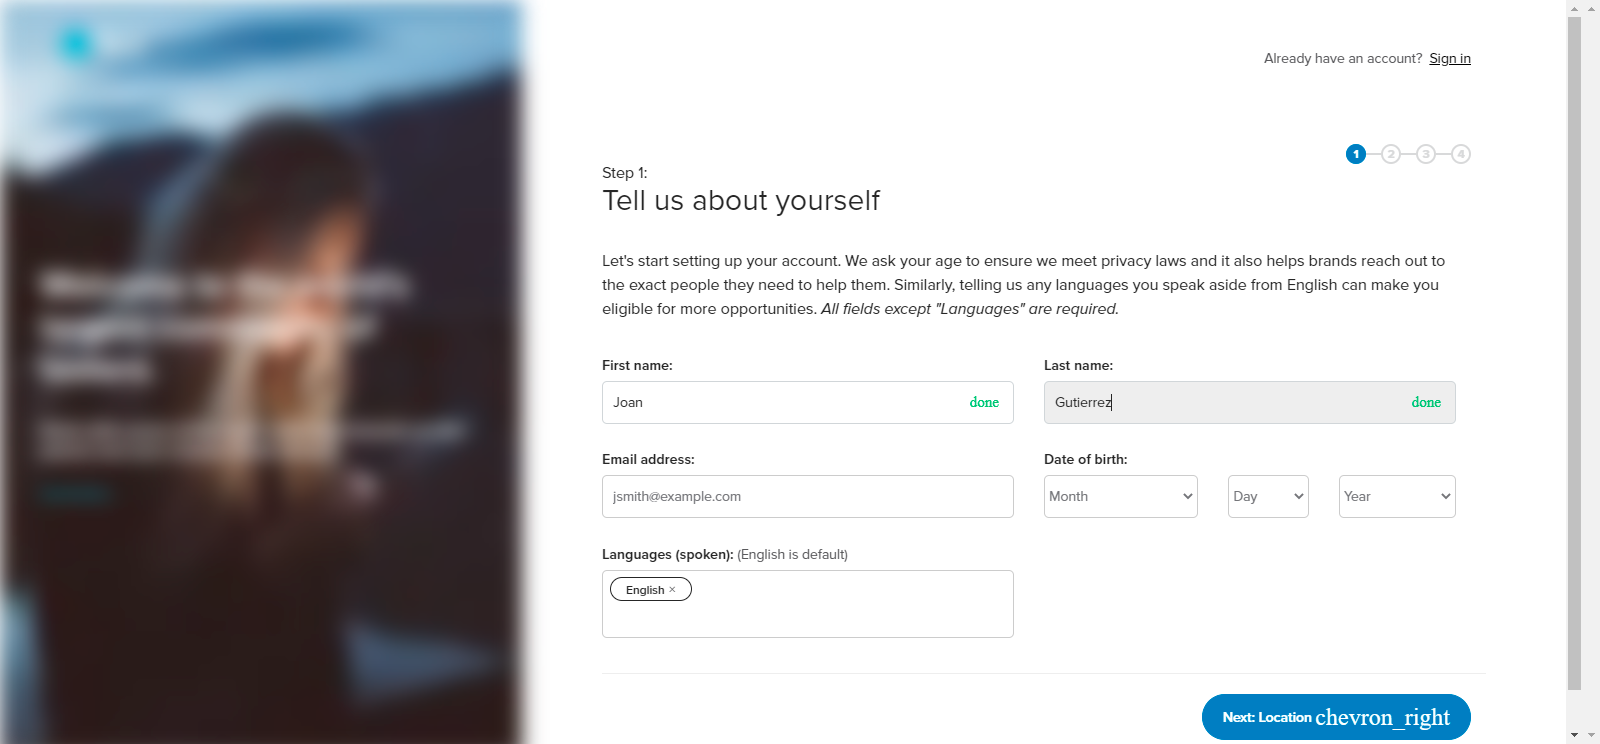 Already have an account? Sign in
1 2 3 4
Step 1:
Tell us about yourself
Let's start setting up your account. We ask your age to ensure we meet privacy laws and it also helps brands reach out to
the exact people they need to help them. Similarly, telling us any languages you speak aside from English can make you
eligible for more opportunities. All fields except "Languages" are required.
First name:
Last name:
Joan done
Gutierrez done
Email address:
Date of birth:
jsmith@example.com
Month Day Year
Languages (spoken): (English is default)
English ×
Next: Location chevron_right